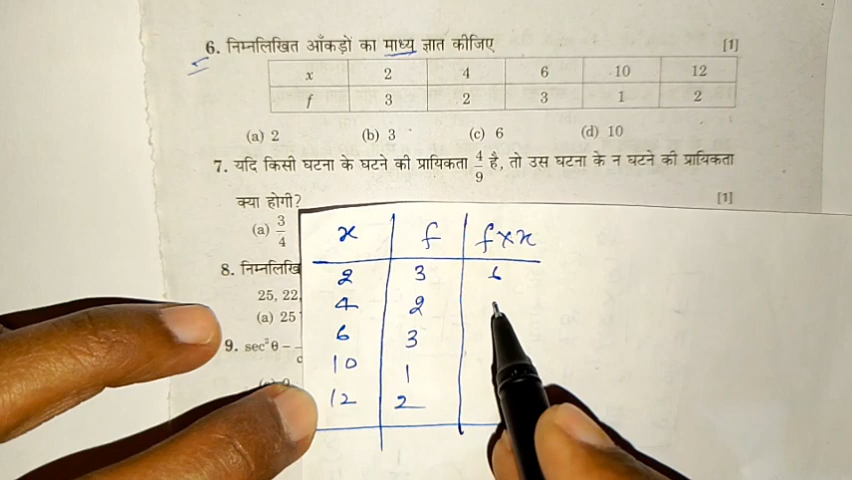 6. निम्नलिखित आँकड़ों का माध्य ज्ञात कीजिए [1]
x 2 4 6 10 12
f 3 2 3 1 2
(a) 2 (b) 3 (c) 6 (d) 10
7. यदि किसी घटना के घटने की प्रायिकता 4/9 है, तो उस घटना के न घटने की प्रायिकता
क्या होगी? [1]
(a) 3/4
8. निम्नलिखि
25, 22,
(a) 25
9. sec²θ –
x f f×x
2 3 6
4 2
6 3
10 1
12 2